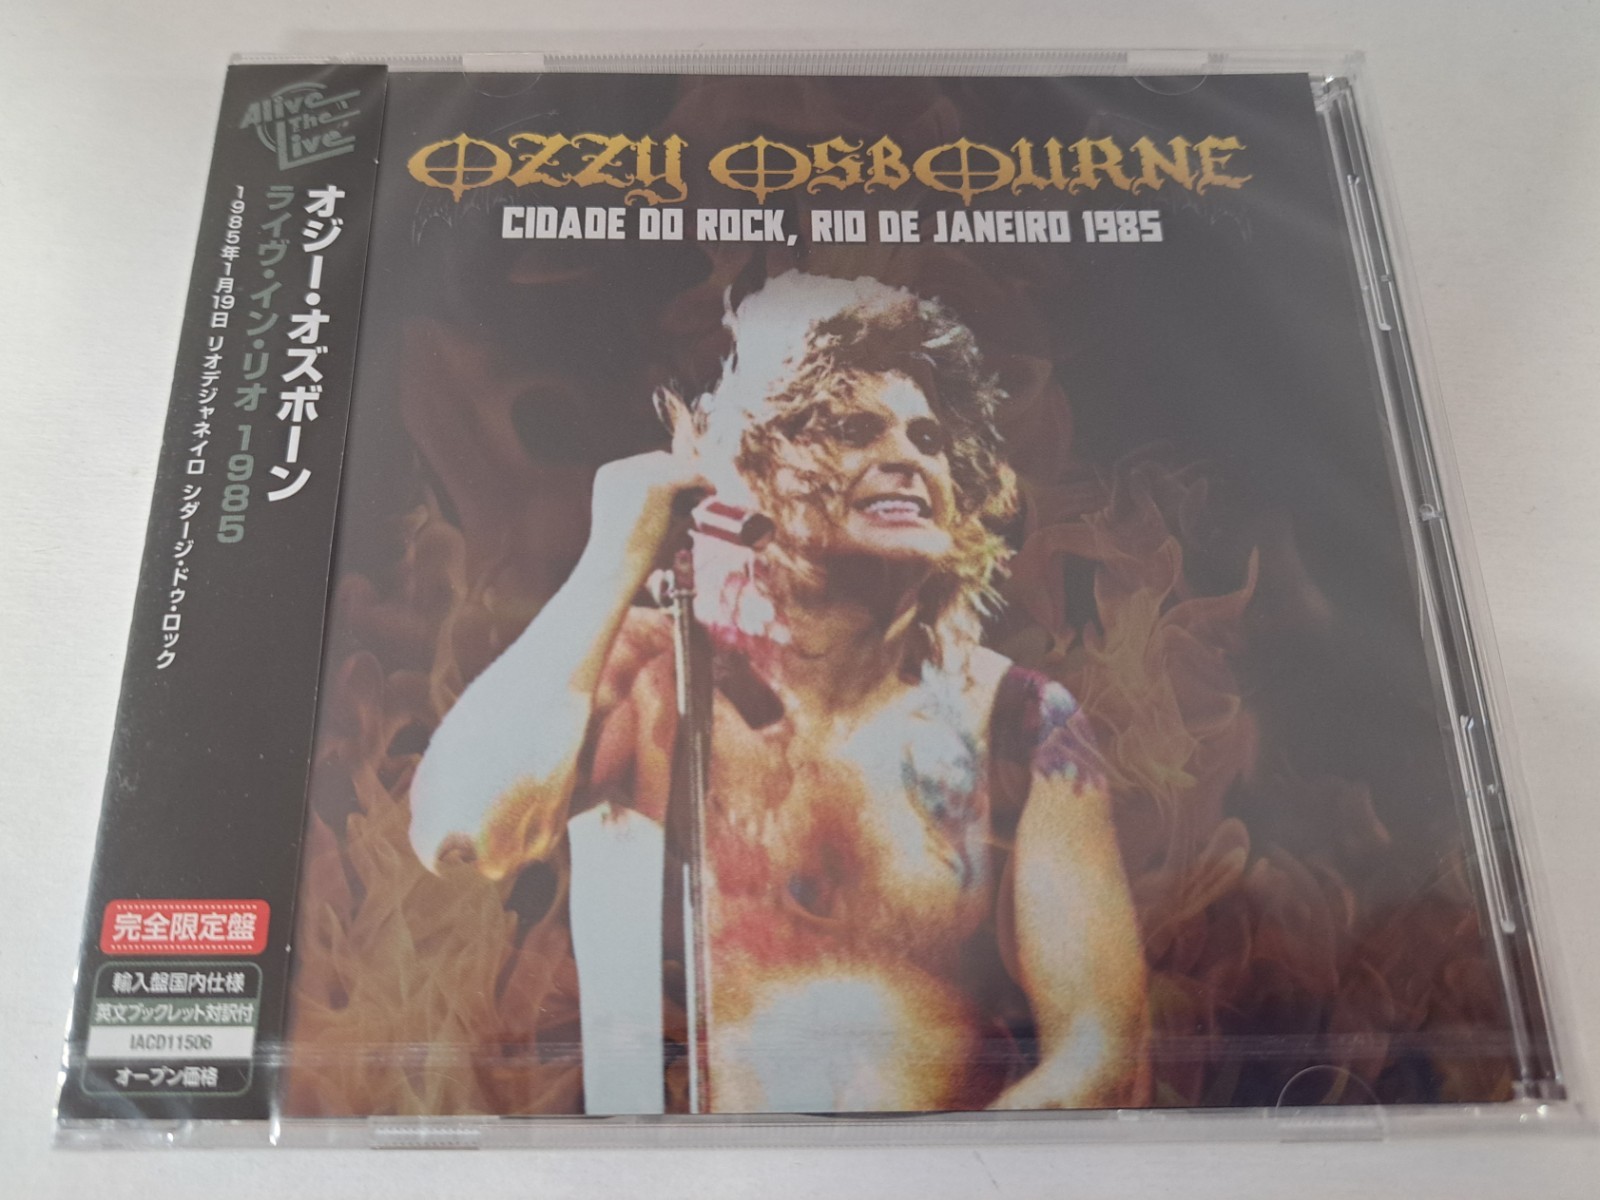 Alive
The
Live
オジー・オズボーン
ライヴ・イン・リオ 1985
1985年1月19日 リオデジャネイロ シダージ・ドゥ・ロック
完全限定盤
輸入盤国内仕様
英文ブックレット対訳付
IACD11506
オープン価格
OZZY OSBOURNE
CIDADE DO ROCK, RIO DE JANEIRO 1985